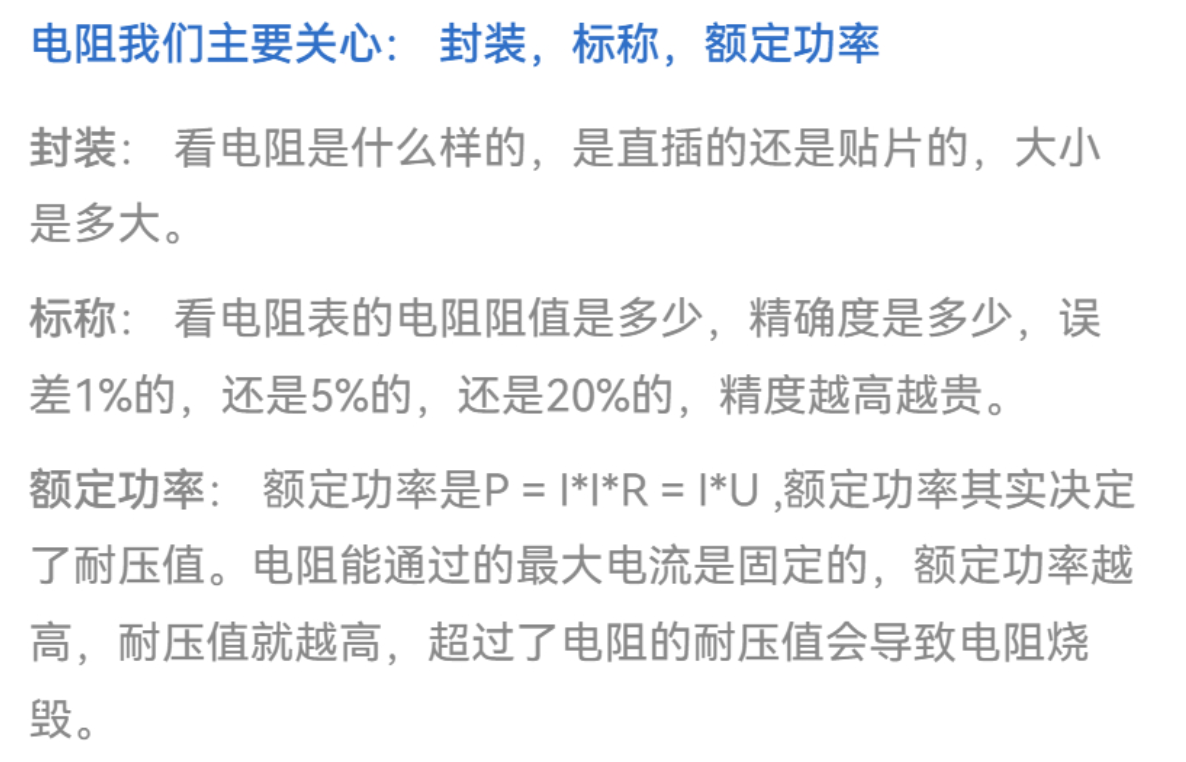 电阻我们主要关心： 封装，标称，额定功率
封装： 看电阻是什么样的，是直插的还是贴片的，大小
是多大。
标称： 看电阻表的电阻阻值是多少，精确度是多少，误
差1%的，还是5%的，还是20%的，精度越高越贵。
额定功率： 额定功率是P = I*I*R = I*U ,额定功率其实决定
了耐压值。电阻能通过的最大电流是固定的，额定功率越
高，耐压值就越高，超过了电阻的耐压值会导致电阻烧
毁。